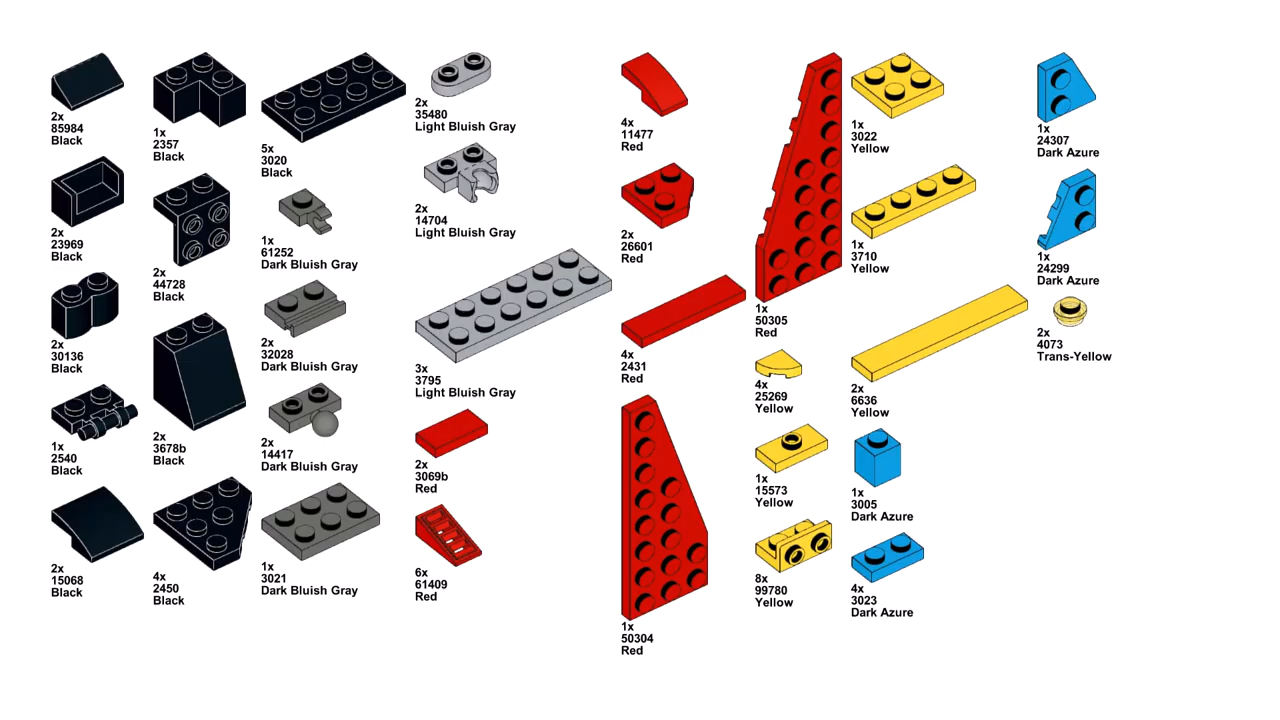 2x
85984
Black
2x
23969
Black
2x
30136
Black
1x
2540
Black
2x
15068
Black
1x
2357
Black
2x
44728
Black
2x
3678b
Black
4x
2450
Black
5x
3020
Black
1x
61252
Dark Bluish Gray
2x
32028
Dark Bluish Gray
2x
14417
Dark Bluish Gray
1x
3021
Dark Bluish Gray
2x
35480
Light Bluish Gray
2x
14704
Light Bluish Gray
3x
3795
Light Bluish Gray
2x
3069b
Red
6x
61409
Red
4x
11477
Red
2x
26601
Red
4x
2431
Red
1x
50304
Red
1x
50305
Red
4x
25269
Yellow
1x
15573
Yellow
8x
99780
Yellow
1x
3022
Yellow
1x
3710
Yellow
2x
6636
Yellow
1x
3005
Dark Azure
4x
3023
Dark Azure
1x
24307
Dark Azure
1x
24299
Dark Azure
2x
4073
Trans-Yellow